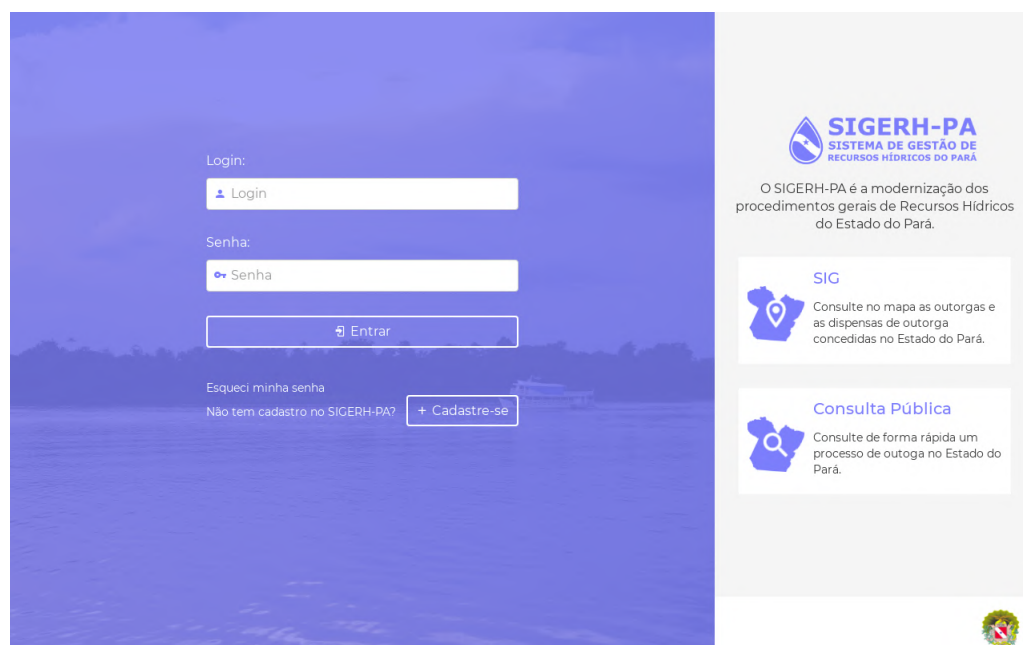 Login:
Login
Senha:
Senha
Entrar
Esqueci minha senha
Não tem cadastro no SIGERH-PA?
+ Cadastre-se
SIGERH-PA
SISTEMA DE GESTÃO DE
RECURSOS HÍDRICOS DO PARÁ
O SIGERH-PA é a modernização dos
procedimentos gerais de Recursos Hídricos
do Estado do Pará.
SIG
Consulte no mapa as outorgas e
as dispensas de outorga
concedidas no Estado do Pará.
Consulta Pública
Consulte de forma rápida um
processo de outoga no Estado do
Pará.